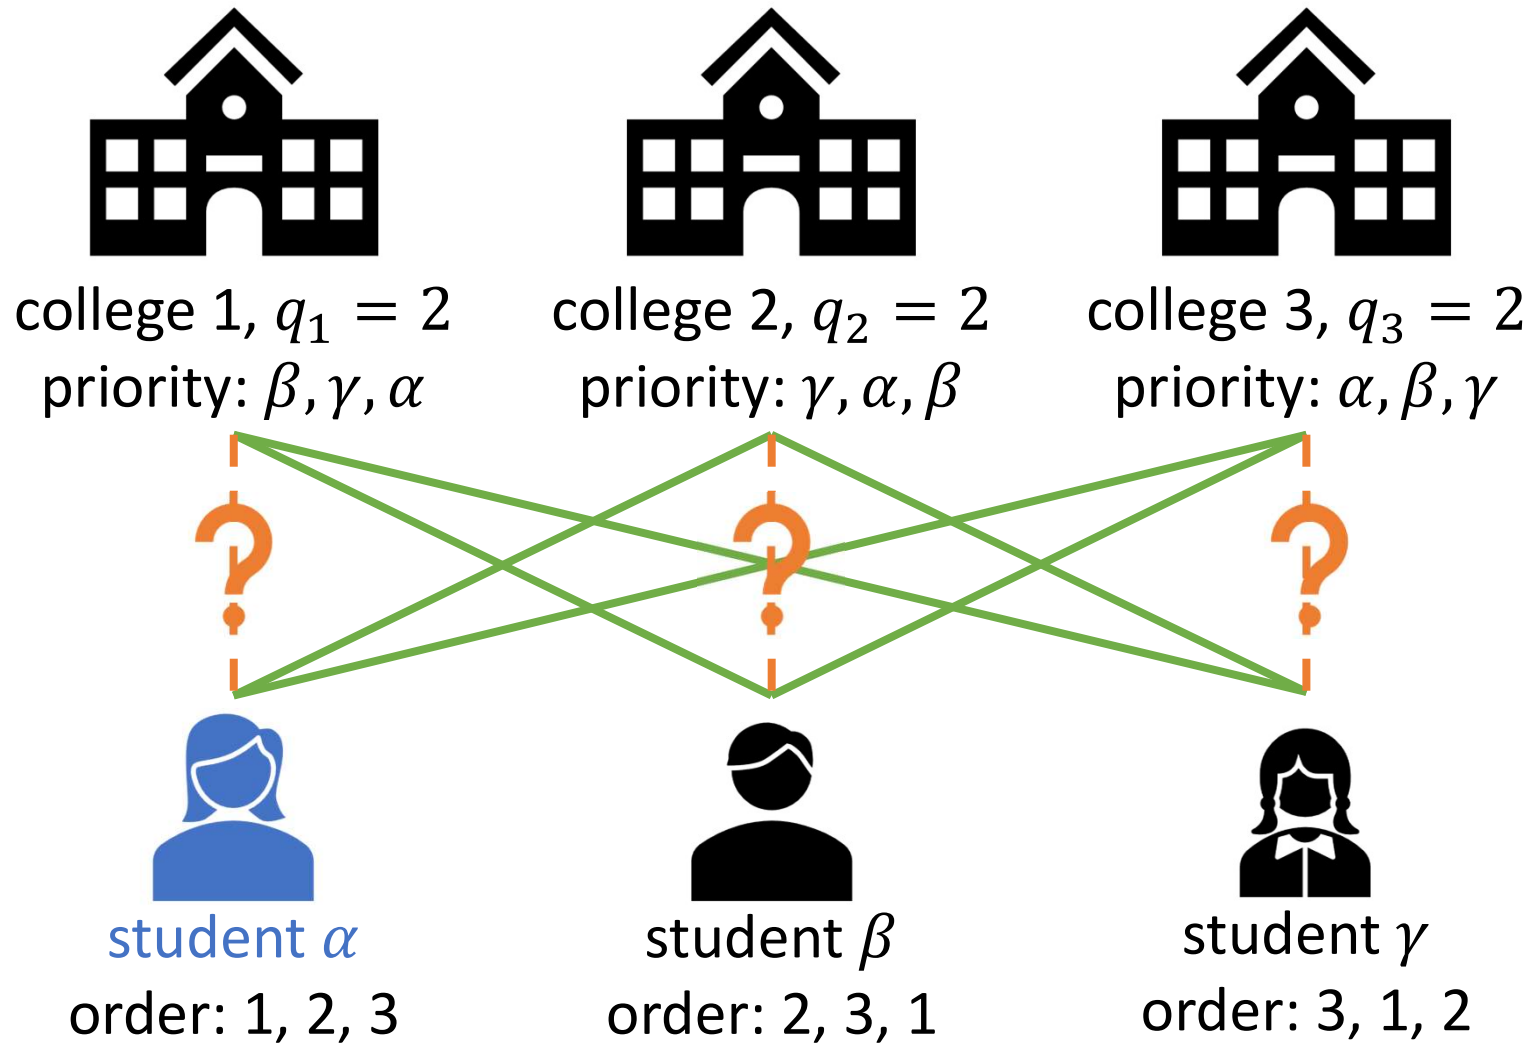 college 1, q₁ = 2
priority: β, γ, α
college 2, q₂ = 2
priority: γ, α, β
college 3, q₃ = 2
priority: α, β, γ
? ? ?
student α
order: 1, 2, 3
student β
order: 2, 3, 1
student γ
order: 3, 1, 2